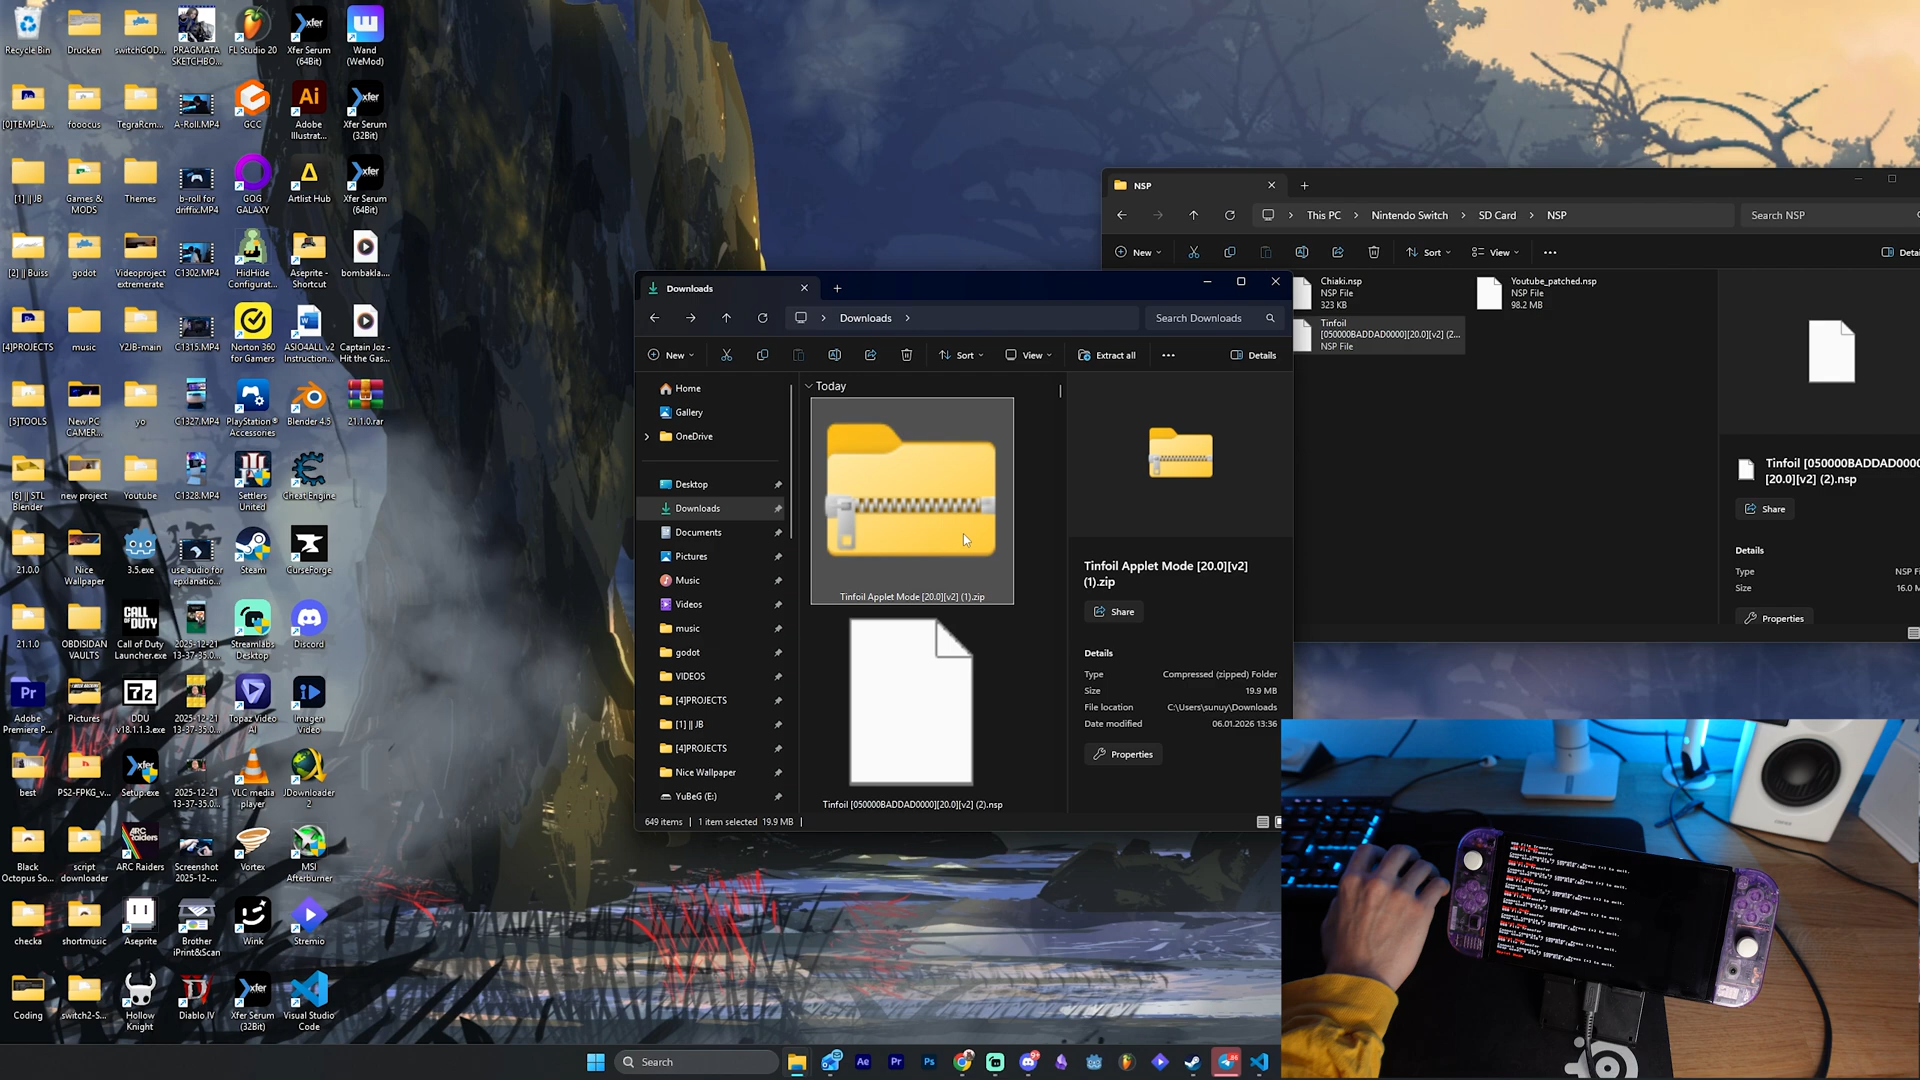 Recycle Bin
Drucken
switchGOD...
PRAGMATA
SKETCHBO...
FL Studio 20
Xfer Serum
(64Bit)
Wand
(WeMod)
[0]TEMPLA...
fooocus
TegraRcm...
A-Roll.MP4
GCC
Adobe
Illustrat...
Xfer Serum
(32Bit)
[1] || JB
Games &
MODS
Themes
b-roll for
driffix.MP4
GOG
GALAXY
Artlist Hub
Xfer Serum
(64Bit)
[2] || Buiss
godot
Videoproject
extremerate
C1302.MP4
HidHide
Configurat...
Aseprite -
Shortcut
bombakla....
[4]PROJECTS
music
Y2JB-main
C1315.MP4
Norton 360
for Gamers
ASIO4ALL v2
Instruction...
Captain Joz -
Hit the Gas...
[5]TOOLS
New PC
CAMER...
yo
C1327.MP4
PlayStation®
Accessories
Blender 4.5
21.1.0.rar
[6] || STL
Blender
new project
Youtube
C1328.MP4
Settlers
United
Cheat Engine
21.0.0
Nice
Wallpaper
3.5.exe
use audio for
epxlanatio...
Steam
CurseForge
21.1.0
OBDISIDAN
VAULTS
Call of Duty
Launcher.exe
2025-12-21
13-37-35.0...
Streamlabs
Desktop
Discord
Adobe
Premiere P...
Pictures
DDU
v18.1.1.3.exe
2025-12-21
13-37-35.0...
Topaz Video
AI
Imagen
Video
best
PS2-FPKG_v...
Setup.exe
2025-12-21
13-37-35.0...
VLC media
player
JDownloader
2
Black
Octopus So...
script
downloader
ARC Raiders
Screenshot
2025-12-...
Vortex
MSI
Afterburner
checka
shortmusic
Aseprite
Brother
iPrint&Scan
Wink
Stremio
Coding
switch2-S...
Hollow
Knight
Diablo IV
Xfer Serum
(32Bit)
Visual Studio
Code
NSP
This PC
Nintendo Switch
SD Card
NSP
Search NSP
New
Sort
View
Detai
Chiaki.nsp
NSP File
323 KB
Youtube_patched.nsp
NSP File
98.2 MB
Tinfoil
[050000BADDAD0000][20.0][v2] (2...
NSP File
Tinfoil [050000BADDAD0000
[20.0][v2] (2).nsp
Share
Details
Type
NSP Fi
Size
16.0 M
Properties
Downloads
Downloads
Search Downloads
New
Sort
View
Extract all
Details
Home
Gallery
OneDrive
Desktop
Downloads
Documents
Pictures
Music
Videos
music
godot
VIDEOS
[4]PROJECTS
[1] || JB
[4]PROJECTS
Nice Wallpaper
YuBeG (E:)
Today
Tinfoil Applet Mode [20.0][v2] (1).zip
Tinfoil [050000BADDAD0000][20.0][v2] (2).nsp
Tinfoil Applet Mode [20.0][v2]
(1).zip
Share
Details
Type
Compressed (zipped) Folder
Size
19.9 MB
File location
C:\Users\sunuy\Downloads
Date modified
06.01.2026 13:36
Properties
649 items
1 item selected 19.9 MB
Search